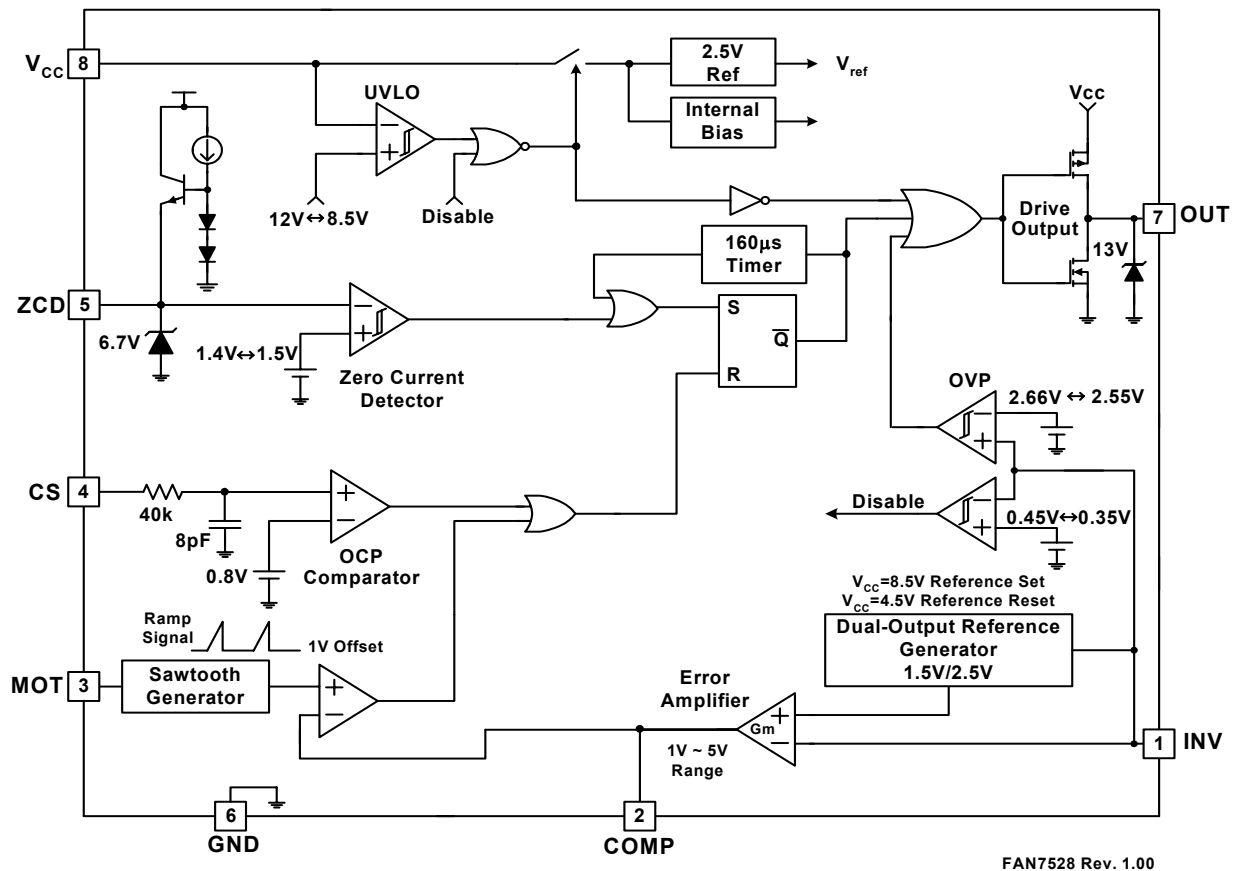 V_CC 8
2.5V
Ref
V_ref
UVLO
Internal
Bias
Vcc
12V↔8.5V
Disable
Drive
Output
7 OUT
13V
160μs
Timer
ZCD 5
6.7V
1.4V↔1.5V
Zero Current
Detector
S
Q̅
R
OVP
2.66V ↔ 2.55V
CS 4
40k
8pF
0.8V
OCP
Comparator
Disable
0.45V↔0.35V
V_CC=8.5V Reference Set
V_CC=4.5V Reference Reset
Dual-Output Reference
Generator
1.5V/2.5V
Ramp
Signal
1V Offset
MOT 3
Sawtooth
Generator
Error
Amplifier
Gm
1V ~ 5V
Range
1 INV
6
GND
2
COMP
FAN7528 Rev. 1.00